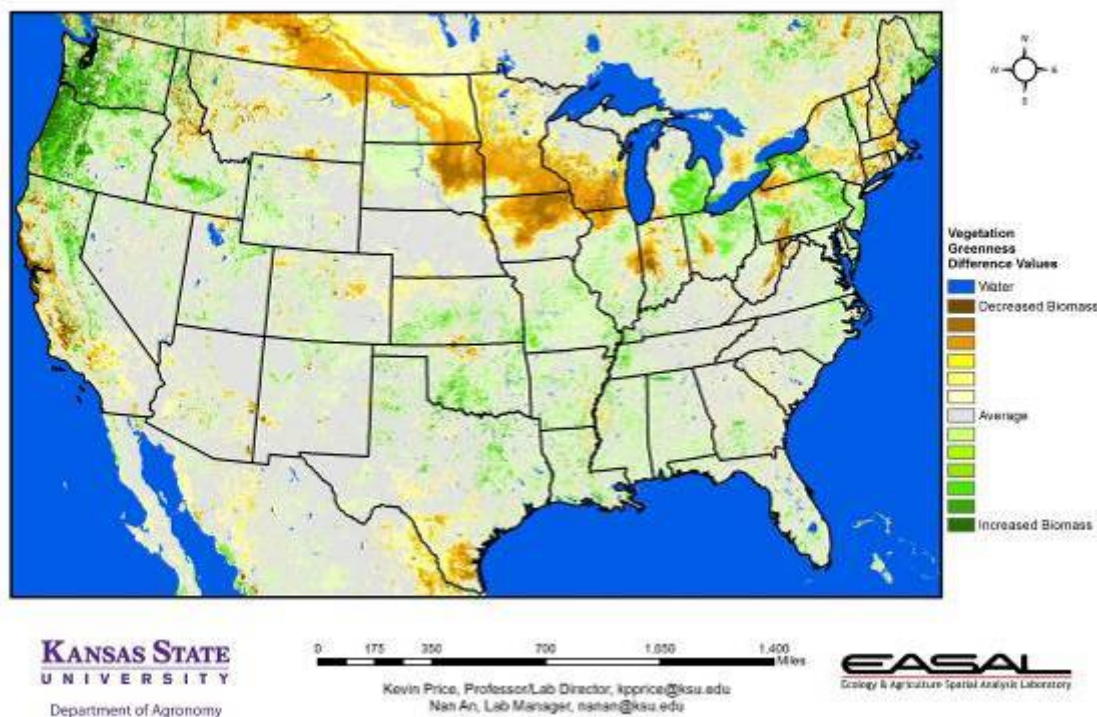 N
W
E
S
Vegetation
Greenness
Difference Values
Water
Decreased Biomass
Average
Increased Biomass
KANSAS STATE
UNIVERSITY
Department of Agronomy
0 175 350 700 1,050 1,400
Miles
Kevin Price, Professor/Lab Director, kpprice@ksu.edu
Nan An, Lab Manager, nanan@ksu.edu
EASAL
Ecology & Agriculture Spatial Analysis Laboratory